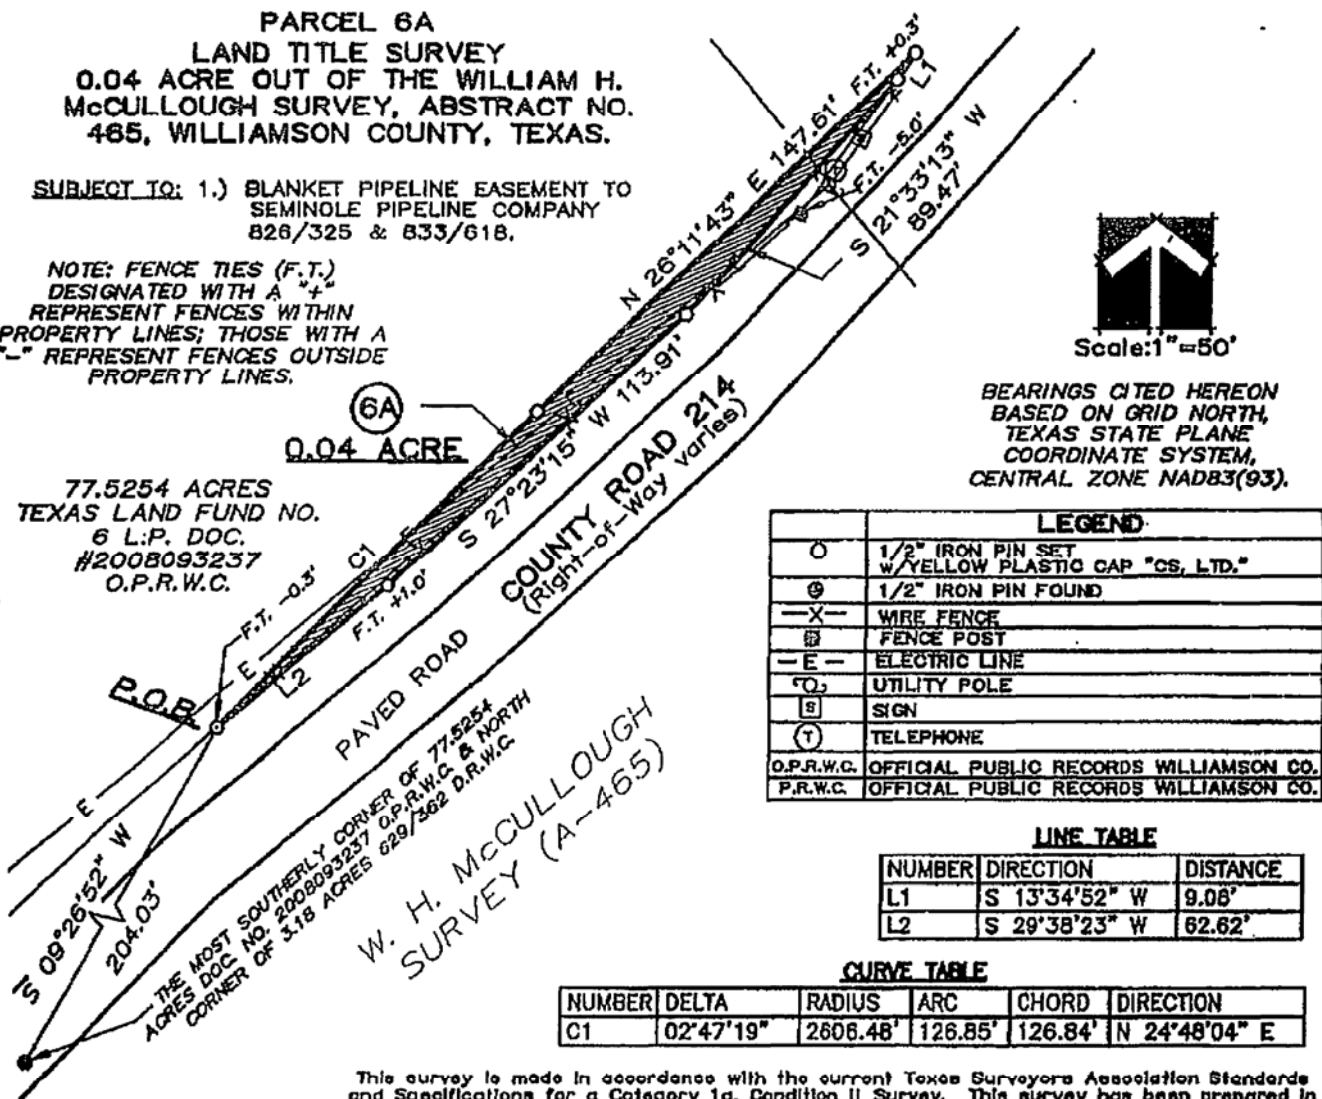 PARCEL 6A
LAND TITLE SURVEY
0.04 ACRE OUT OF THE WILLIAM H.
McCULLOUGH SURVEY, ABSTRACT NO.
465, WILLIAMSON COUNTY, TEXAS.
SUBJECT TO: 1.) BLANKET PIPELINE EASEMENT TO
SEMINOLE PIPELINE COMPANY
826/325 & 833/618.
NOTE: FENCE TIES (F.T.)
DESIGNATED WITH A "+"
REPRESENT FENCES WITHIN
PROPERTY LINES; THOSE WITH A
"-" REPRESENT FENCES OUTSIDE
PROPERTY LINES.
6A
0.04 ACRE
77.5254 ACRES
TEXAS LAND FUND NO.
6 L.P. DOC.
#2008093237
O.P.R.W.C.
N 26°11'43" E 147.61'
F.T. +0.3'
L1
F.T. -5.0'
S 21°33'13" W
89.47'
S 27°23'15" W 113.91'
COUNTY ROAD 214
(Right-of-Way varies)
C1
E
F.T. -0.3'
F.T. +1.0'
E
L2
P.O.B.
PAVED ROAD
E
S 09°26'52" W
204.03'
THE MOST SOUTHERLY CORNER OF 77.5254
ACRES DOC. NO. 2008093237 O.P.R.W.C. & NORTH
CORNER OF 3.18 ACRES 629/362 D.R.W.C.
W. H. McCULLOUGH
SURVEY (A-465)
Scale:1"=50'
BEARINGS CITED HEREON
BASED ON GRID NORTH,
TEXAS STATE PLANE
COORDINATE SYSTEM,
CENTRAL ZONE NAD83(93).
LEGEND
1/2" IRON PIN SET
w/YELLOW PLASTIC CAP "CS, LTD."
1/2" IRON PIN FOUND
—X— WIRE FENCE
FENCE POST
—E— ELECTRIC LINE
UTILITY POLE
S SIGN
T TELEPHONE
O.P.R.W.C. OFFICIAL PUBLIC RECORDS WILLIAMSON CO.
P.R.W.C. OFFICIAL PUBLIC RECORDS WILLIAMSON CO.
LINE TABLE
NUMBER DIRECTION DISTANCE
L1 S 13°34'52" W 9.08'
L2 S 29°38'23" W 62.62'
CURVE TABLE
NUMBER DELTA RADIUS ARC CHORD DIRECTION
C1 02°47'19" 2606.48' 126.85' 126.84' N 24°48'04" E
This survey is made in accordance with the current Texas Surveyors Association Standards
and Specifications for a Category 1a, Condition II Survey. This survey has been prepared in